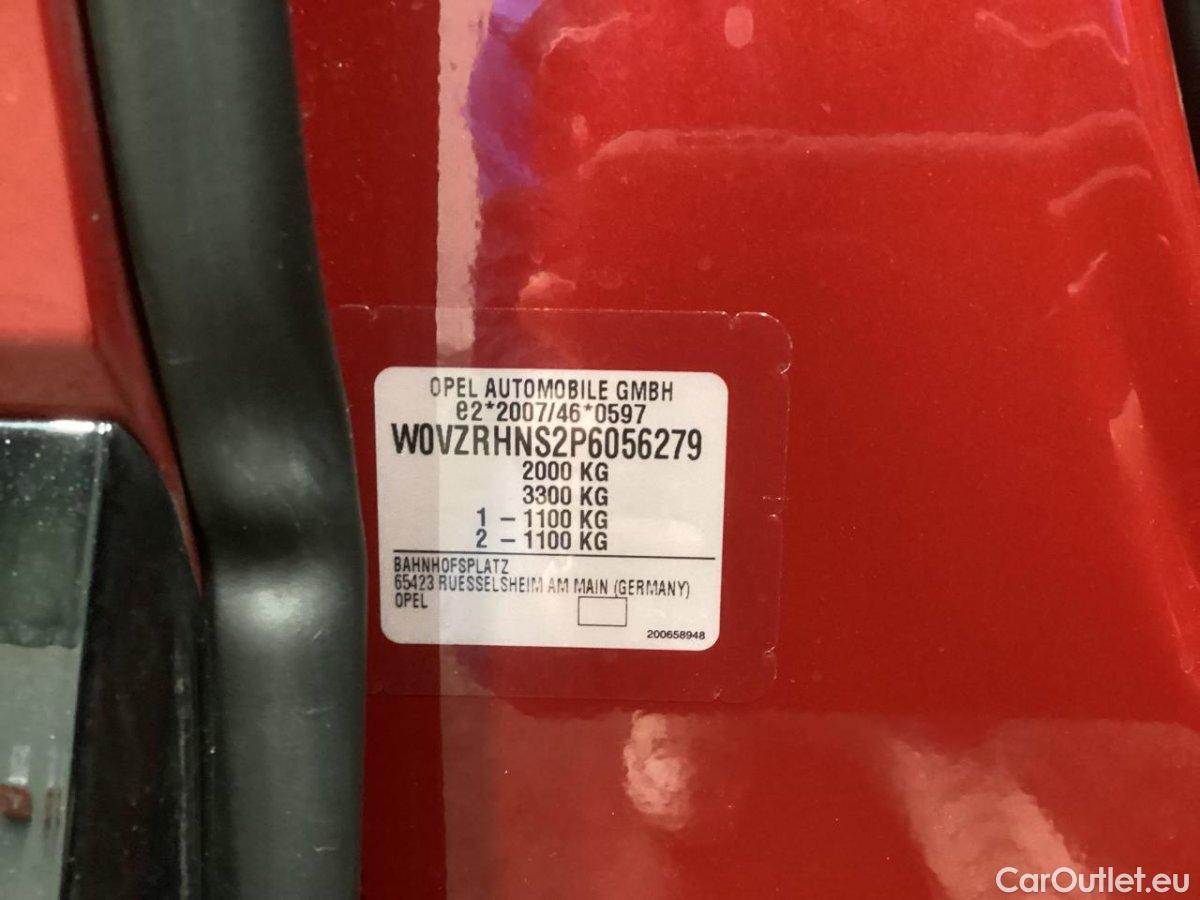 OPEL AUTOMOBILE GMBH
e2*2007/46*0597
W0VZRHNS2P6056279
2000 KG
3300 KG
1 - 1100 KG
2 - 1100 KG
BAHNHOFSPLATZ
65423 RUESSELSHEIM AM MAIN (GERMANY)
OPEL
200658948
CarOutlet.eu